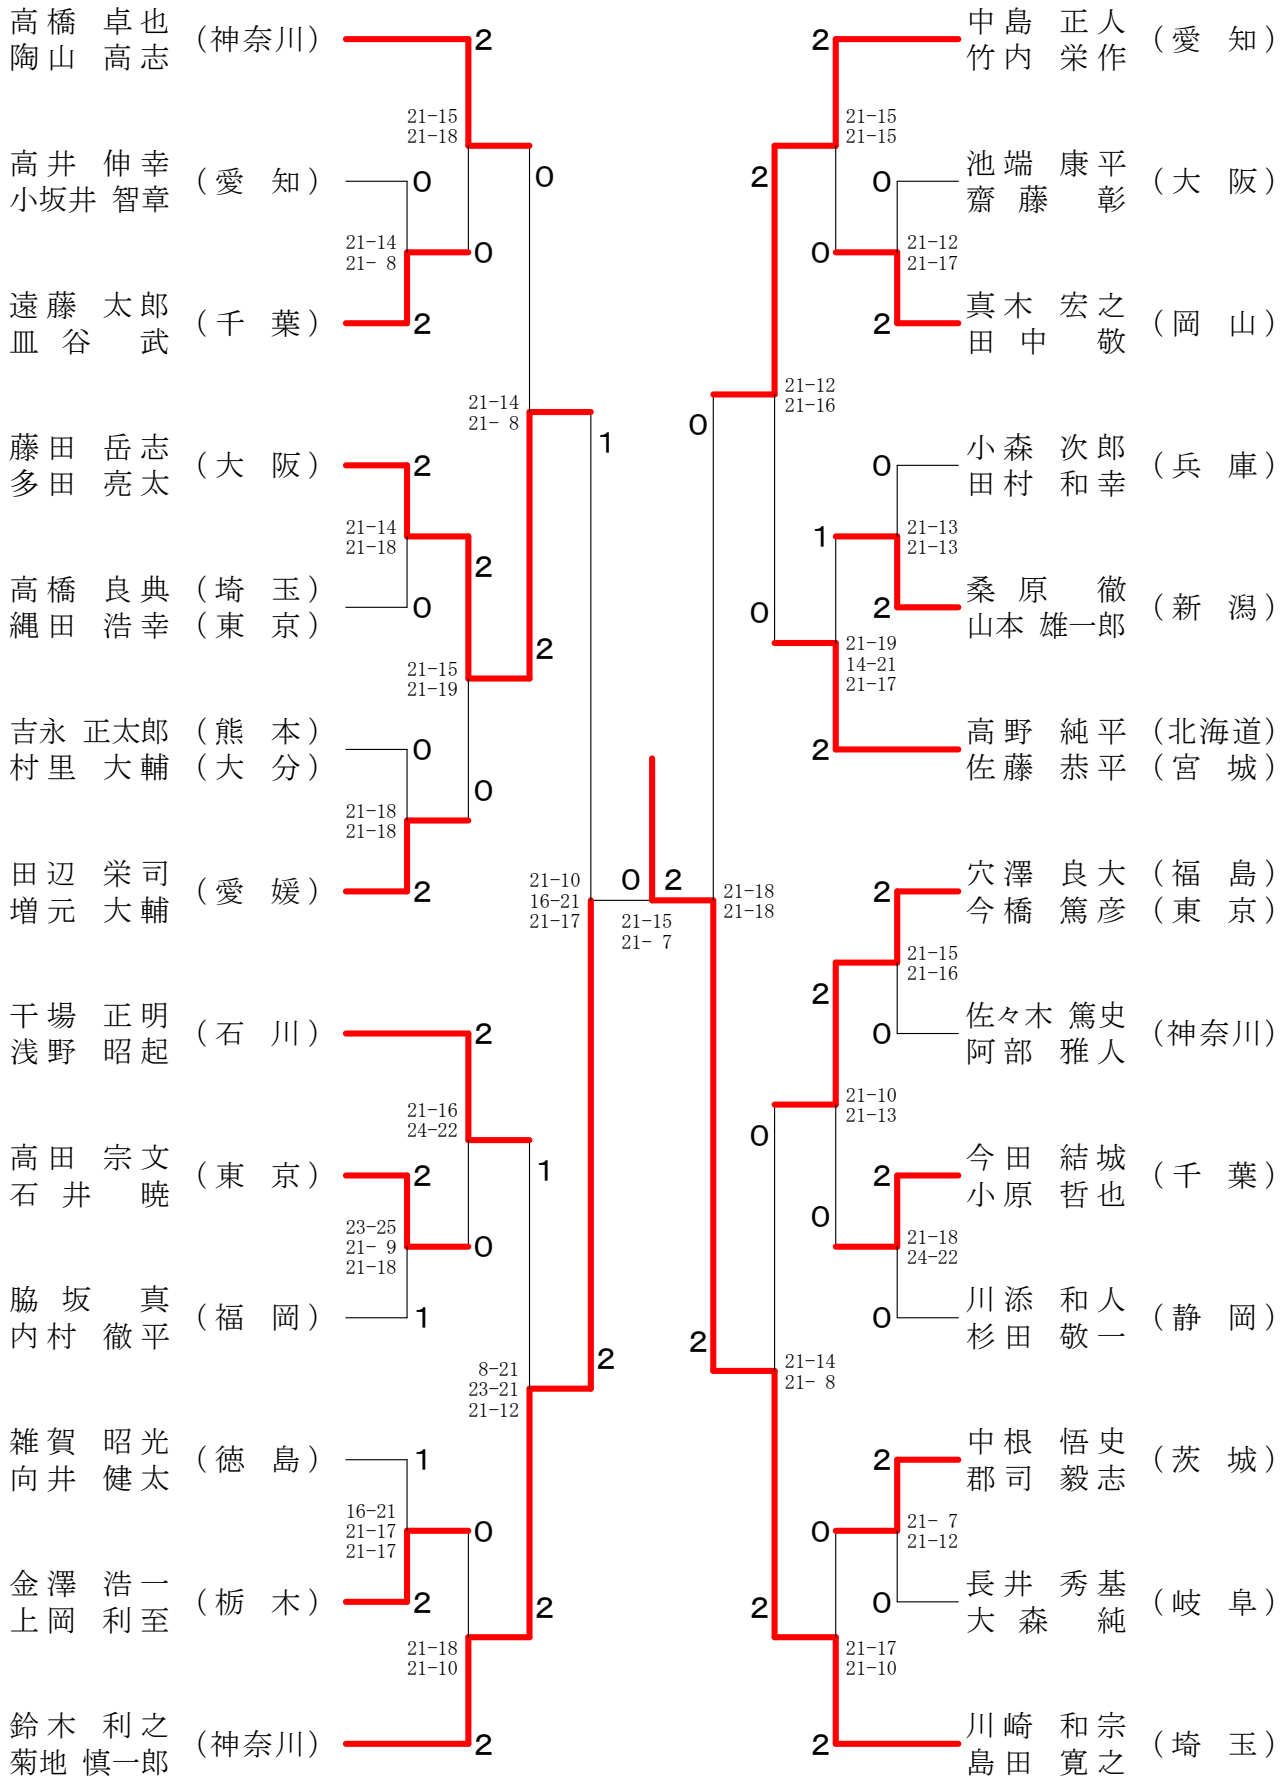 高橋 卓也
陶山 高志
(神奈川)
2
21-15
21-18
0
高井 伸幸
小坂井 智章
(愛 知)
0
21-14
21- 8
0
遠藤 太郎
皿谷 武
(千 葉)
2
21-14
21- 8
1
藤田 岳志
多田 亮太
(大 阪)
2
21-14
21-18
2
高橋 良典 (埼 玉)
縄田 浩幸 (東 京)
0
21-15
21-19
2
吉永 正太郎 (熊 本)
村里 大輔 (大 分)
0
21-18
21-18
0
田辺 栄司
増元 大輔
(愛 媛)
2
21-10
16-21
21-17
0
2
21-15
21- 7
干場 正明
浅野 昭起
(石 川)
2
21-16
24-22
1
高田 宗文
石井 暁
(東 京)
2
23-25
21- 9
21-18
0
脇坂 真
内村 徹平
(福 岡)
1
8-21
23-21
21-12
2
雑賀 昭光
向井 健太
(徳 島)
1
16-21
21-17
21-17
0
金澤 浩一
上岡 利至
(栃 木)
2
21-18
21-10
2
鈴木 利之
菊地 慎一郎
(神奈川)
2
2
中島 正人
竹内 栄作
(愛 知)
21-15
21-15
2
0
池端 康平
齋藤 彰
(大 阪)
0
21-12
21-17
2
真木 宏之
田中 敬
(岡 山)
0
21-12
21-16
0
小森 次郎
田村 和幸
(兵 庫)
1
21-13
21-13
2
桑原 徹
山本 雄一郎
(新 潟)
0
21-19
14-21
21-17
2
高野 純平 (北海道)
佐藤 恭平 (宮 城)
21-18
21-18
2
穴澤 良大 (福 島)
今橋 篤彦 (東 京)
2
21-15
21-16
0
佐々木 篤史
阿部 雅人
(神奈川)
0
21-10
21-13
2
今田 結城
小原 哲也
(千 葉)
0
21-18
24-22
0
川添 和人
杉田 敬一
(静 岡)
2
21-14
21- 8
2
中根 悟史
郡司 毅志
(茨 城)
0
21- 7
21-12
0
長井 秀基
大森 純
(岐 阜)
2
21-17
21-10
2
川崎 和宗
島田 寛之
(埼 玉)